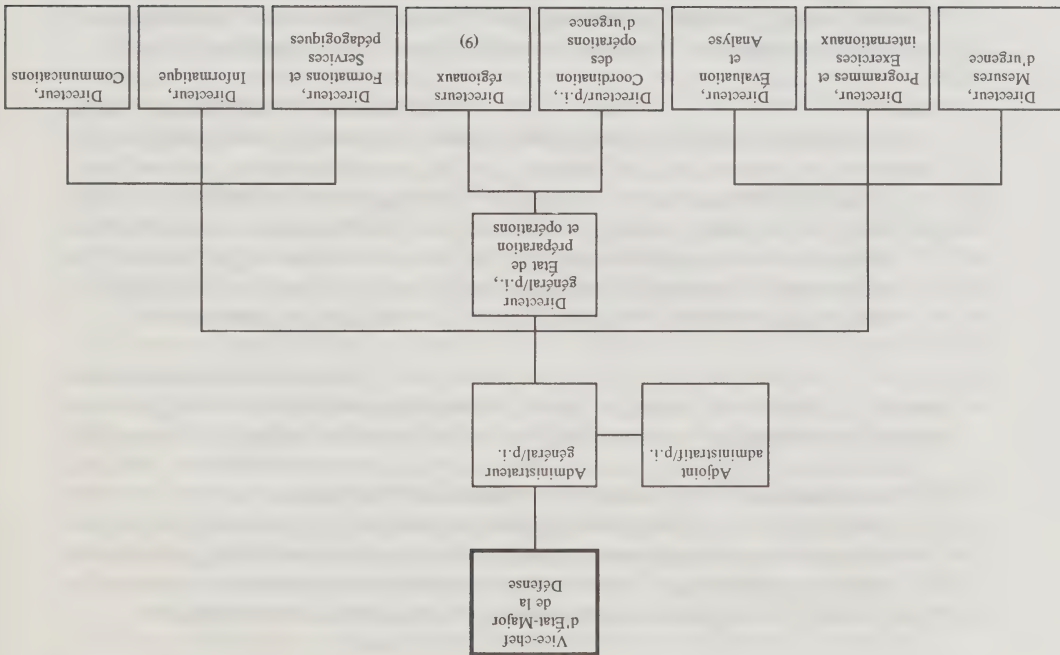 Vice-chef
d'État-Major
de la
Défense
Adjoint
administratif/p.i.
Administrateur
général/p.i.
Directeur
général/p.i.,
État de
préparation
et opérations
Directeur,
Mesures
d'urgence
Directeur,
Programmes et
Exercices
internationaux
Directeur,
Évaluation
et
Analyse
Directeur/p.i.,
Coordination
des
opérations
d'urgence
Directeurs
régionaux
Directeur,
Formations et
Services
pédagogiques
Directeur,
Informatique
Directeur,
Communications